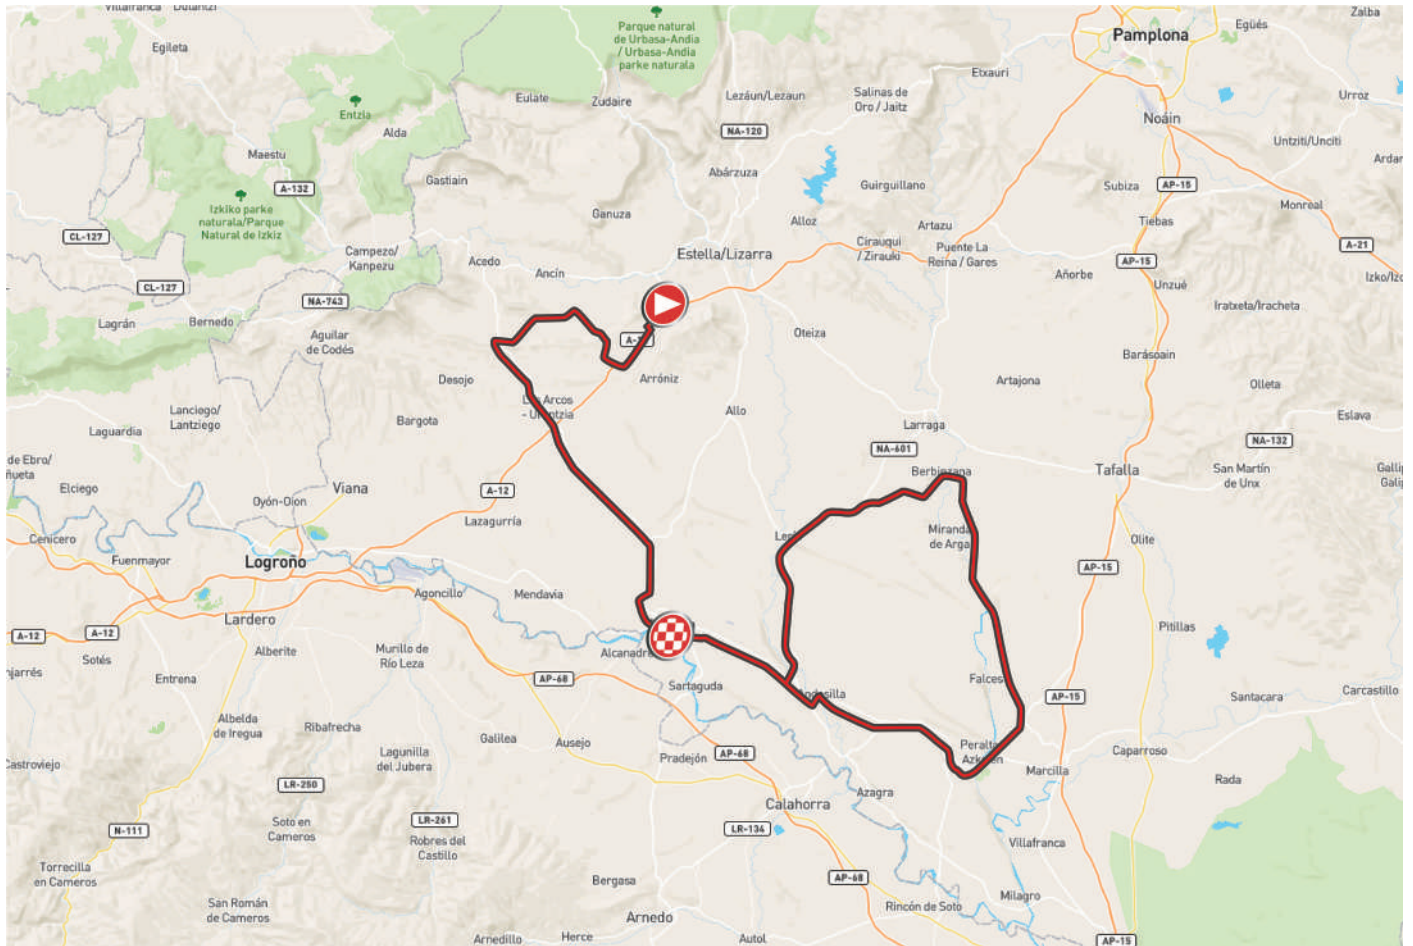 Villafranca
Dulantzi
Egileta
Parque natural
de Urbasa-Andia
/ Urbasa-Andia
parke naturala
Pamplona
Egüés
Zalba
Etxauri
Eulate
Zudaire
Lezáun/Lezaun
Salinas de
Oro / Jaitz
Urroz
Entzia
Alda
NA-120
Noáin
Untziti/Unciti
Maestu
Abárzuza
A-132
Gastiain
Guirguillano
Subiza
AP-15
Izkiko parke
naturala/Parque
Natural de Izkiz
Ganuza
Alloz
Artazu
Tiebas
Monreal
CL-127
Campezo/
Kanpezu
Acedo
Ancín
Estella/Lizarra
Cirauqui
/ Zirauki
Puente La
Reina / Gares
Añorbe
AP-15
A-21
CL-127
NA-743
Unzué
Lagrán
Bernedo
Aguilar
de Codés
Oteiza
Iratxeta/Iracheta
Barásoain
Desojo
Arróniz
Artajona
Olleta
Lanciego/
Lantziego
Bargota
Allo
Larraga
Eslava
Laguardia
NA-601
NA-132
de Ebro/
Berbinzana
Tafalla
San Martín
de Unx
Elciego
Oyón-Oion
Viana
A-12
Lazagurría
Miranda
de Arga
Olite
Cenicero
Fuenmayor
Logroño
AP-15
Agoncillo
Mendavia
Lardero
A-12
A-12
Sotés
Alberite
Murillo de
Río Leza
Alcanadre
Pitillas
Entrena
AP-68
Sartaguda
Andosilla
Falces
AP-15
Santacara
Carcastillo
Albelda
de Iregua
Ribafrecha
Galilea
Ausejo
Lagunilla
del Jubera
Pradejón
AP-68
Peralta
Marcilla
Caparroso
Castroviejo
LR-250
Azagra
Rada
Calahorra
N-111
Soto en
Cameros
LR-261
Robres del
Castillo
LR-134
Villafranca
Torrecilla
en Cameros
Bergasa
AP-68
Milagro
San Román
de Cameros
Arnedo
Rincón de Soto
Arnedillo
Herce
Autol
AP-15